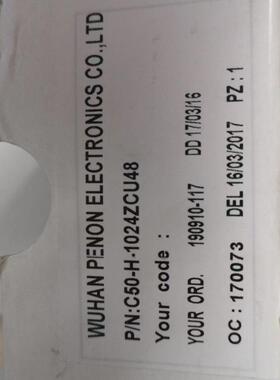 WUHAN PENON ELECTRONICS CO.,LTD
P/N:C50-H-1024ZCU48
Your code :
YOUR ORD. 190910-117 DD 17/03/16
OC : 170073 DEL 16/03/2017 PZ : 1